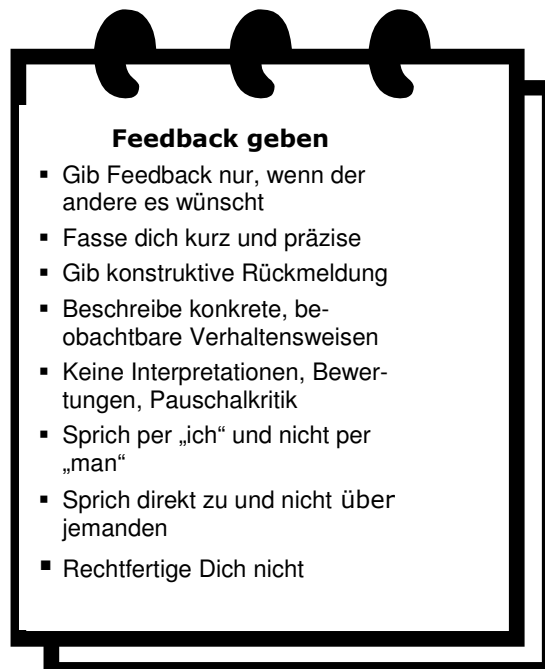 Feedback geben
▪ Gib Feedback nur, wenn der
andere es wünscht
▪ Fasse dich kurz und präzise
▪ Gib konstruktive Rückmeldung
▪ Beschreibe konkrete, be-
obachtbare Verhaltensweisen
▪ Keine Interpretationen, Bewer-
tungen, Pauschalkritik
▪ Sprich per „ich“ und nicht per
„man“
▪ Sprich direkt zu und nicht über
jemanden
▪ Rechtfertige Dich nicht